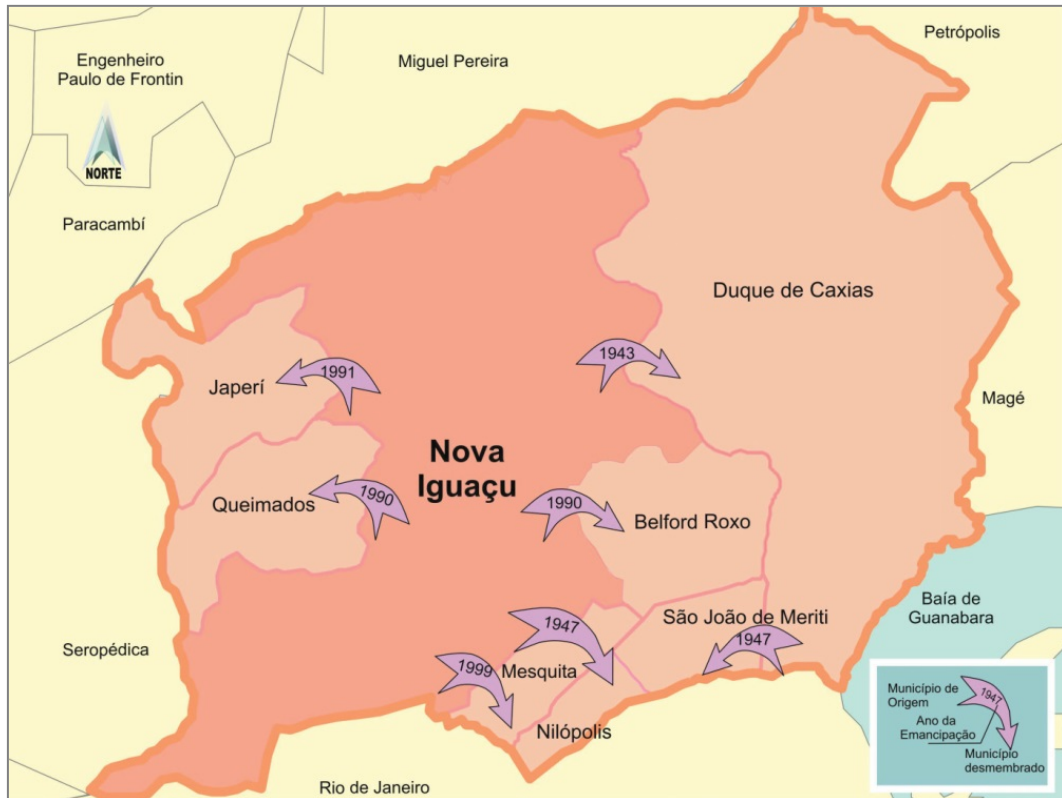 Petrópolis
Engenheiro
Paulo de Frontin
Miguel Pereira
NORTE
Paracambí
Duque de Caxias
1943
1991
Japerí
Magé
Nova
Iguaçu
1990
Queimados
1990
Belford Roxo
Baía de
Guanabara
São João de Meriti
1947
1947
Seropédica
1999
Mesquita
Nilópolis
Rio de Janeiro
Município de
Origem
1947
Ano da
Emancipação
Município
desmembrado